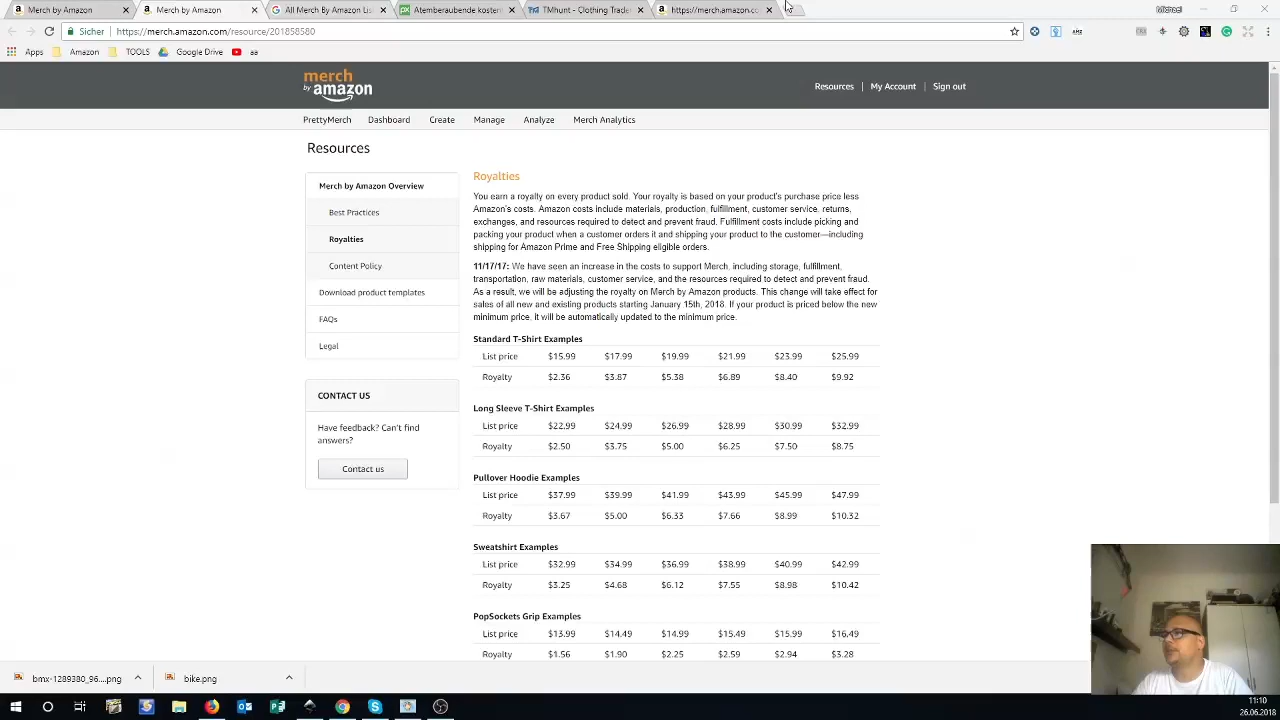 Merch By Amazon
Merch By Amazon
All Merch By Amazon Lis
Atemberaubende kosten
TMhunt - Clothing Trade
https://merch.amazon.co
Michael
Sicher
https://merch.amazon.com/resource/201858580
Apps
Amazon
TOOLS
Google Drive
aa
merch
by amazon
Resources
My Account
Sign out
PrettyMerch
Dashboard
Create
Manage
Analyze
Merch Analytics
Resources
Merch by Amazon Overview
Best Practices
Royalties
Content Policy
Download product templates
FAQs
Legal
CONTACT US
Have feedback? Can't find
answers?
Contact us
Royalties
You earn a royalty on every product sold. Your royalty is based on your product's purchase price less
Amazon's costs. Amazon costs include materials, production, fulfillment, customer service, returns,
exchanges, and resources required to detect and prevent fraud. Fulfillment costs include picking and
packing your product when a customer orders it and shipping your product to the customer—including
shipping for Amazon Prime and Free Shipping eligible orders.
11/17/17: We have seen an increase in the costs to support Merch, including storage, fulfillment,
transportation, raw materials, customer service, and the resources required to detect and prevent fraud.
As a result, we will be adjusting the royalty on Merch by Amazon products. This change will take effect for
sales of all new and existing products starting January 15th, 2018. If your product is priced below the new
minimum price, it will be automatically updated to the minimum price.
Standard T-Shirt Examples
List price $15.99 $17.99 $19.99 $21.99 $23.99 $25.99
Royalty $2.36 $3.87 $5.38 $6.89 $8.40 $9.92
Long Sleeve T-Shirt Examples
List price $22.99 $24.99 $26.99 $28.99 $30.99 $32.99
Royalty $2.50 $3.75 $5.00 $6.25 $7.50 $8.75
Pullover Hoodie Examples
List price $37.99 $39.99 $41.99 $43.99 $45.99 $47.99
Royalty $3.67 $5.00 $6.33 $7.66 $8.99 $10.32
Sweatshirt Examples
List price $32.99 $34.99 $36.99 $38.99 $40.99 $42.99
Royalty $3.25 $4.68 $6.12 $7.55 $8.98 $10.42
PopSockets Grip Examples
List price $13.99 $14.49 $14.99 $15.49 $15.99 $16.49
Royalty $1.56 $1.90 $2.25 $2.59 $2.94 $3.28
bmx-1289380_96....png
bike.png
11:10
26.06.2018